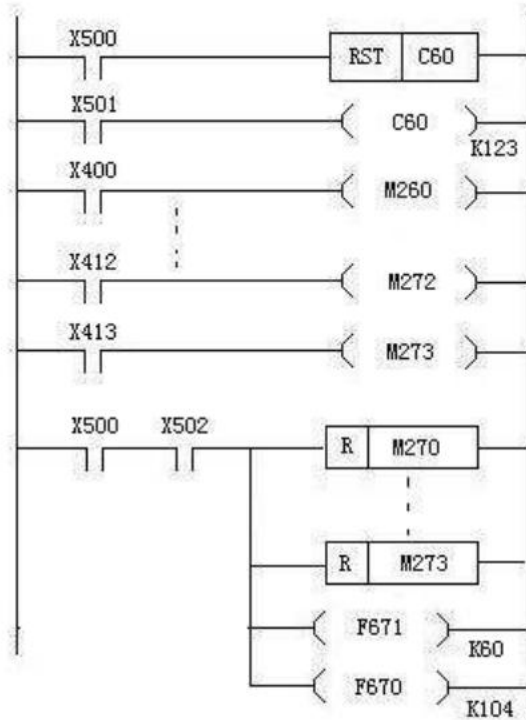 X500
RST C60
X501
C60
K123
X400
M260
X412
M272
X413
M273
X500 X502
R M270
R M273
F671
K60
F670
K104